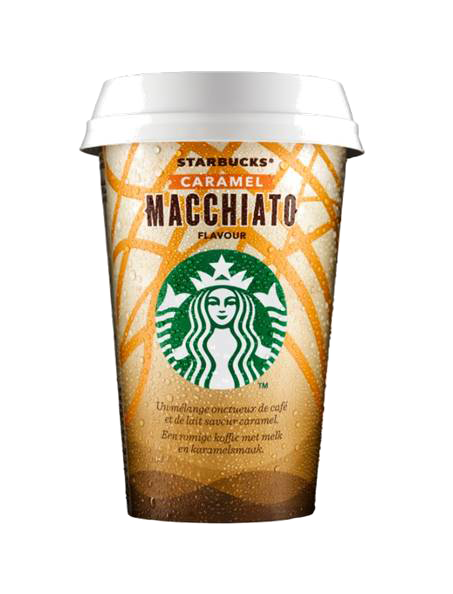 STARBUCKS®
CARAMEL
MACCHIATO
FLAVOUR
TM
Un mélange onctueux de café
et de lait saveur caramel.
Een romige koffie met melk
en karamelsmaak.